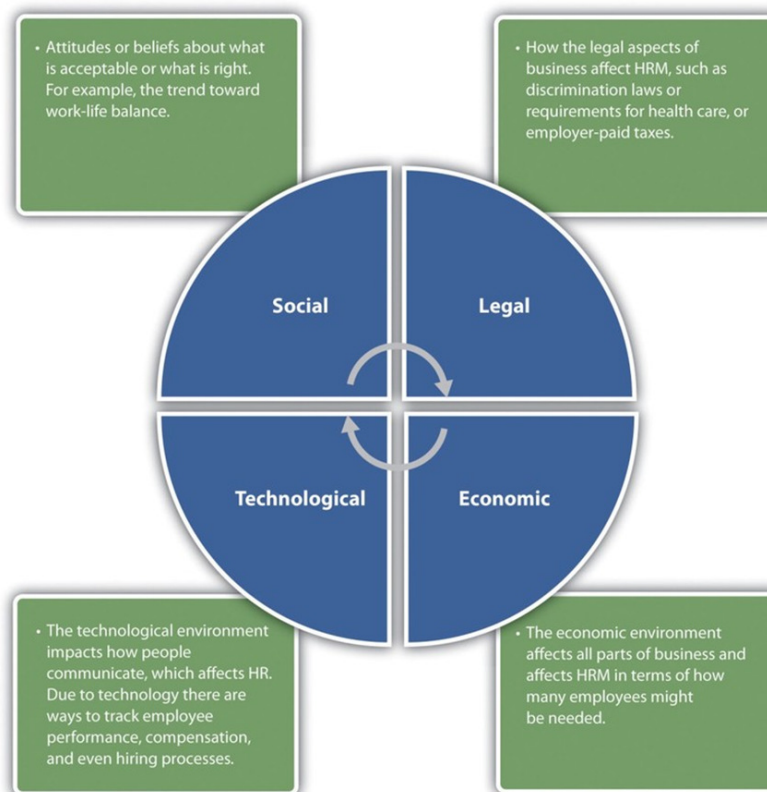 • Attitudes or beliefs about what
is acceptable or what is right.
For example, the trend toward
work-life balance.
• How the legal aspects of
business affect HRM, such as
discrimination laws or
requirements for health care, or
employer-paid taxes.
Social
Legal
Technological
Economic
• The technological environment
impacts how people
communicate, which affects HR.
Due to technology there are
ways to track employee
performance, compensation,
and even hiring processes.
• The economic environment
affects all parts of business and
affects HRM in terms of how
many employees might
be needed.